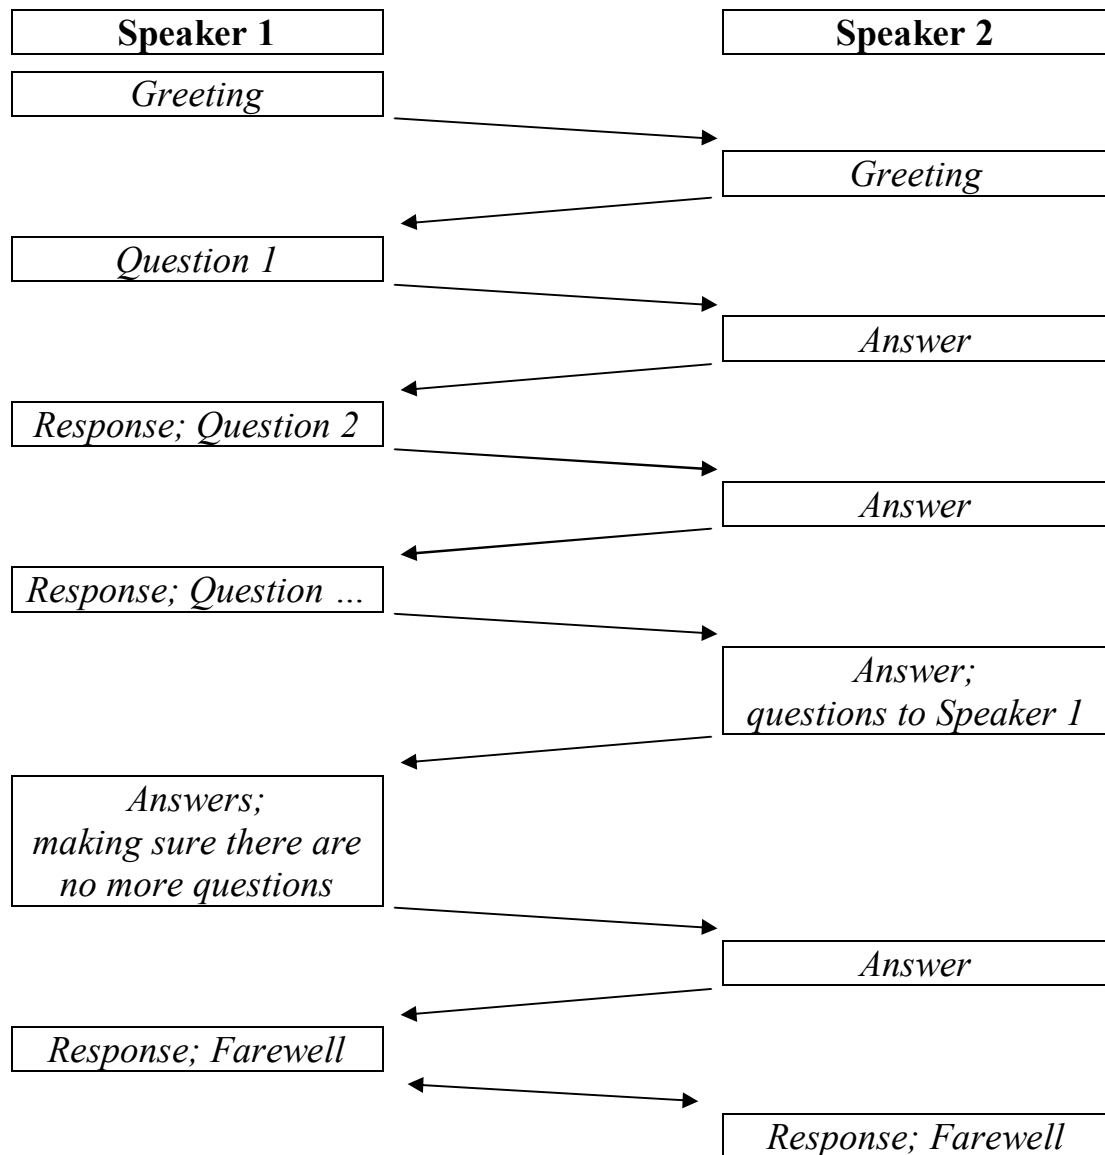 Speaker 1
Speaker 2
Greeting
Greeting
Question 1
Answer
Response; Question 2
Answer
Response; Question …
Answer;
questions to Speaker 1
Answers;
making sure there are
no more questions
Answer
Response; Farewell
Response; Farewell